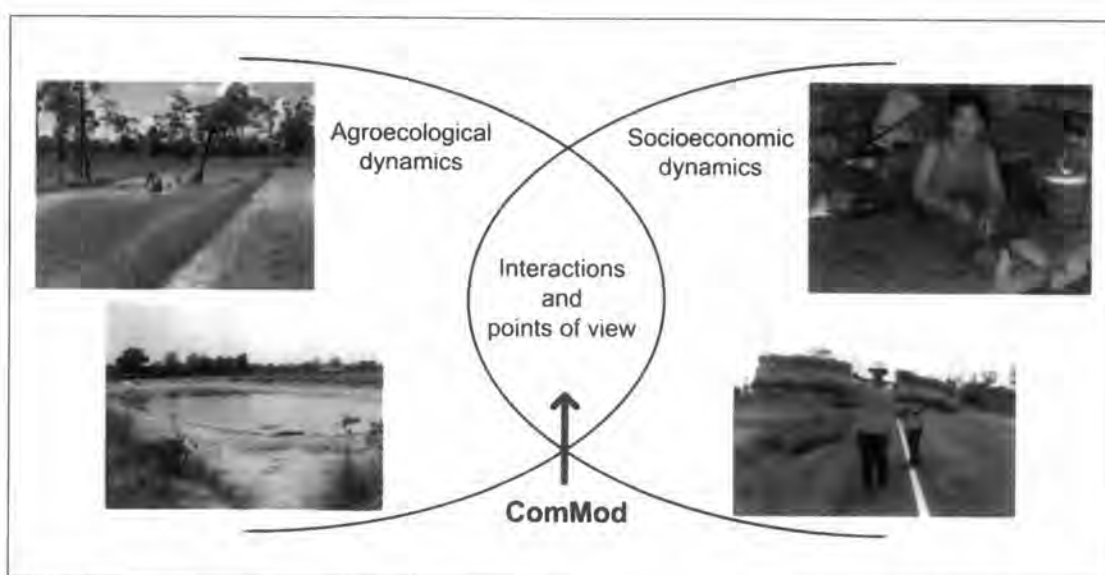 Agroecological
dynamics
Socioeconomic
dynamics
Interactions
and
points of view
ComMod